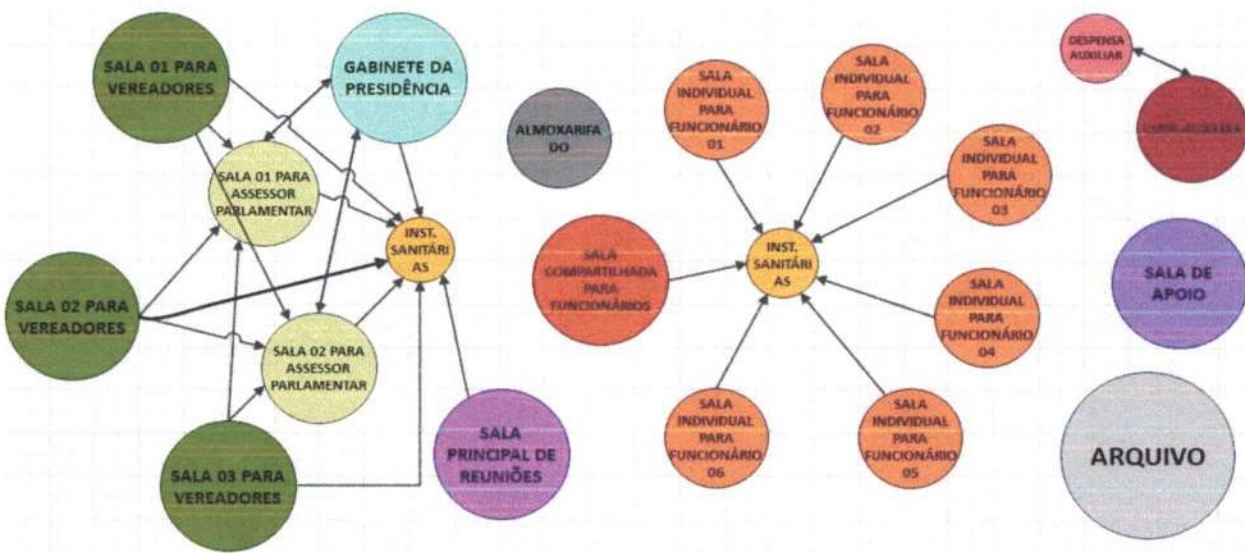 SALA 01 PARA
VEREADORES
GABINETE DA
PRESIDÊNCIA
SALA 01 PARA
ASSESSOR
PARLAMENTAR
INST.
SANITÁRI
AS
SALA 02 PARA
VEREADORES
SALA 02 PARA
ASSESSOR
PARLAMENTAR
SALA 03 PARA
VEREADORES
SALA
PRINCIPAL DE
REUNIÕES
ALMOXARIFA
DO
SALA
INDIVIDUAL
PARA
FUNCIONÁRIO
01
SALA
INDIVIDUAL
PARA
FUNCIONÁRIO
02
SALA
INDIVIDUAL
PARA
FUNCIONÁRIO
03
SALA
COMPARTILHADA
PARA
FUNCIONÁRIOS
INST.
SANITÁRI
AS
SALA
INDIVIDUAL
PARA
FUNCIONÁRIO
04
SALA
INDIVIDUAL
PARA
FUNCIONÁRIO
06
SALA
INDIVIDUAL
PARA
FUNCIONÁRIO
05
DESPENSA
AUXILIAR
SALA DE
APOIO
ARQUIVO